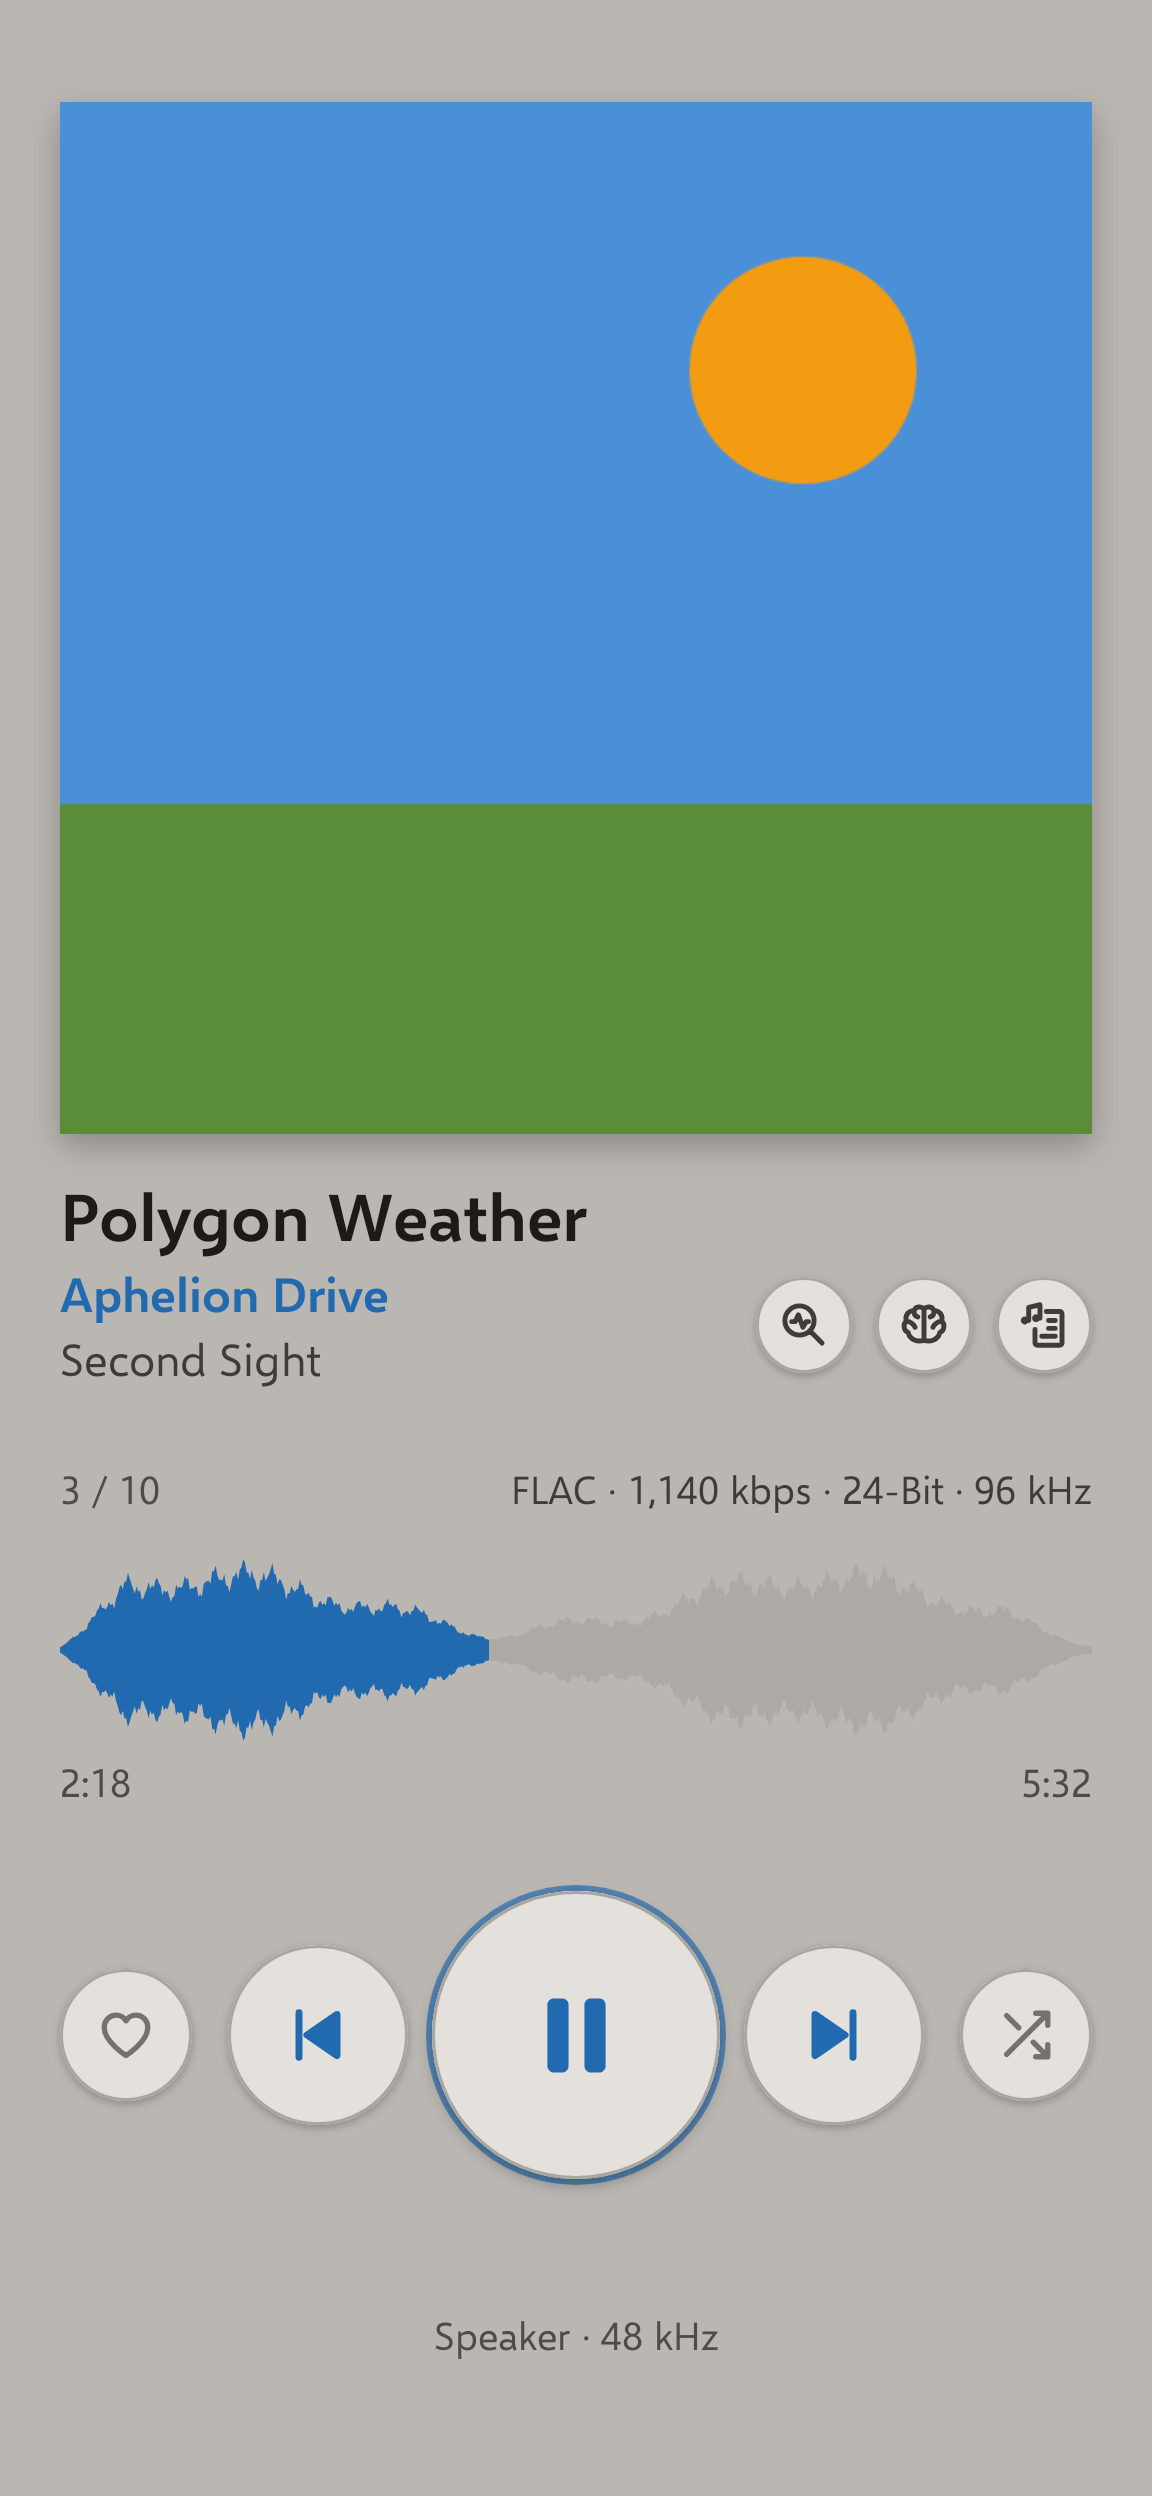 Polygon Weather
Aphelion Drive
Second Sight
3 / 10
FLAC · 1,140 kbps · 24-Bit · 96 kHz
2:18
5:32
Speaker · 48 kHz